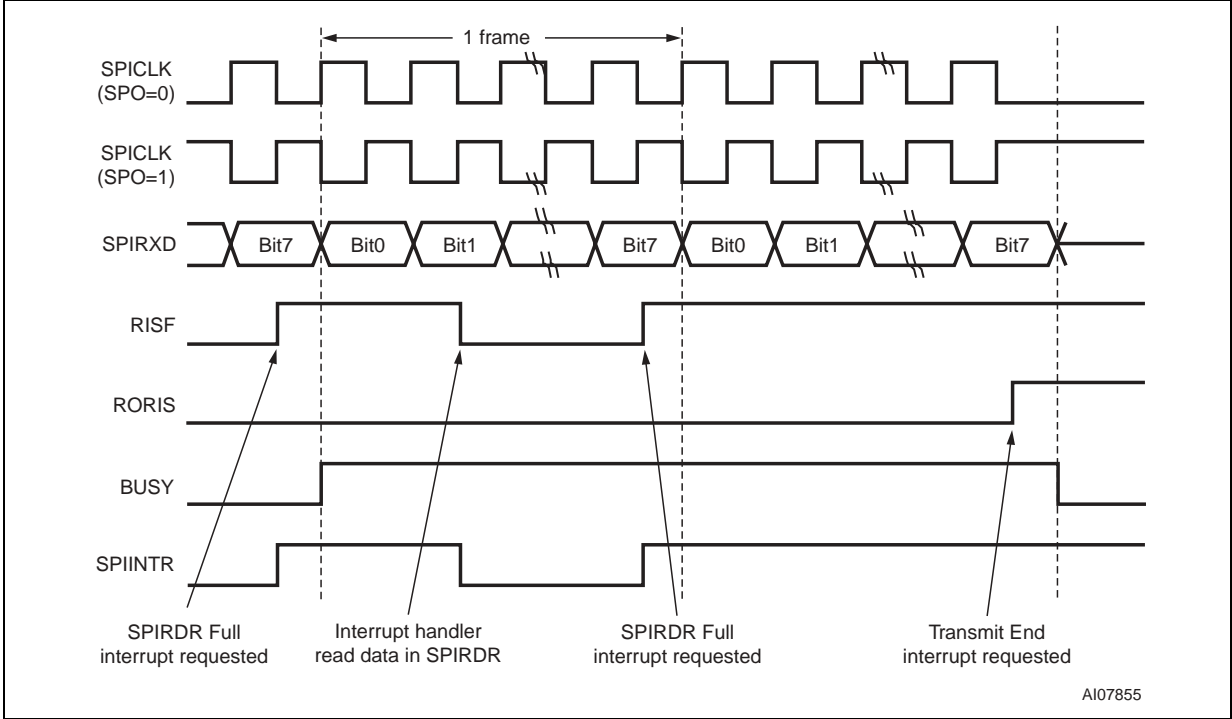 1 frame
SPICLK
(SPO=0)
SPICLK
(SPO=1)
SPIRXD
Bit7
Bit0
Bit1
Bit7
Bit0
Bit1
Bit7
RISF
RORIS
BUSY
SPIINTR
SPIRDR Full
interrupt requested
Interrupt handler
read data in SPIRDR
SPIRDR Full
interrupt requested
Transmit End
interrupt requested
AI07855